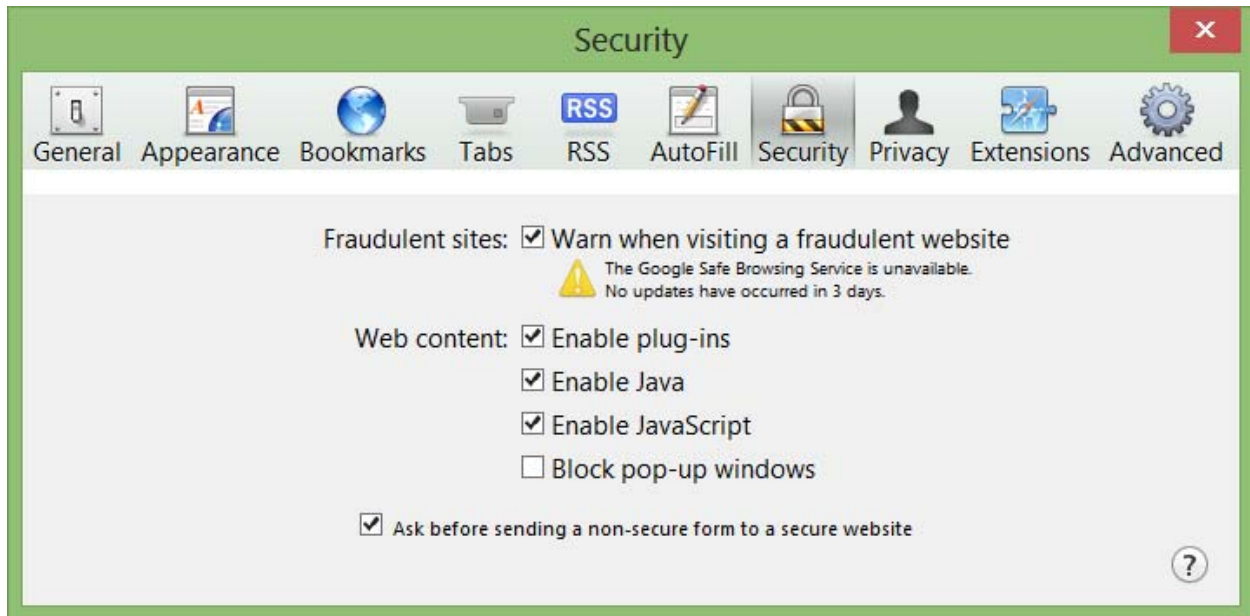 Security
General Appearance Bookmarks Tabs RSS AutoFill Security Privacy Extensions Advanced
RSS
Fraudulent sites: Warn when visiting a fraudulent website
The Google Safe Browsing Service is unavailable.
No updates have occurred in 3 days.
Web content: Enable plug-ins
Enable Java
Enable JavaScript
Block pop-up windows
Ask before sending a non-secure form to a secure website
?